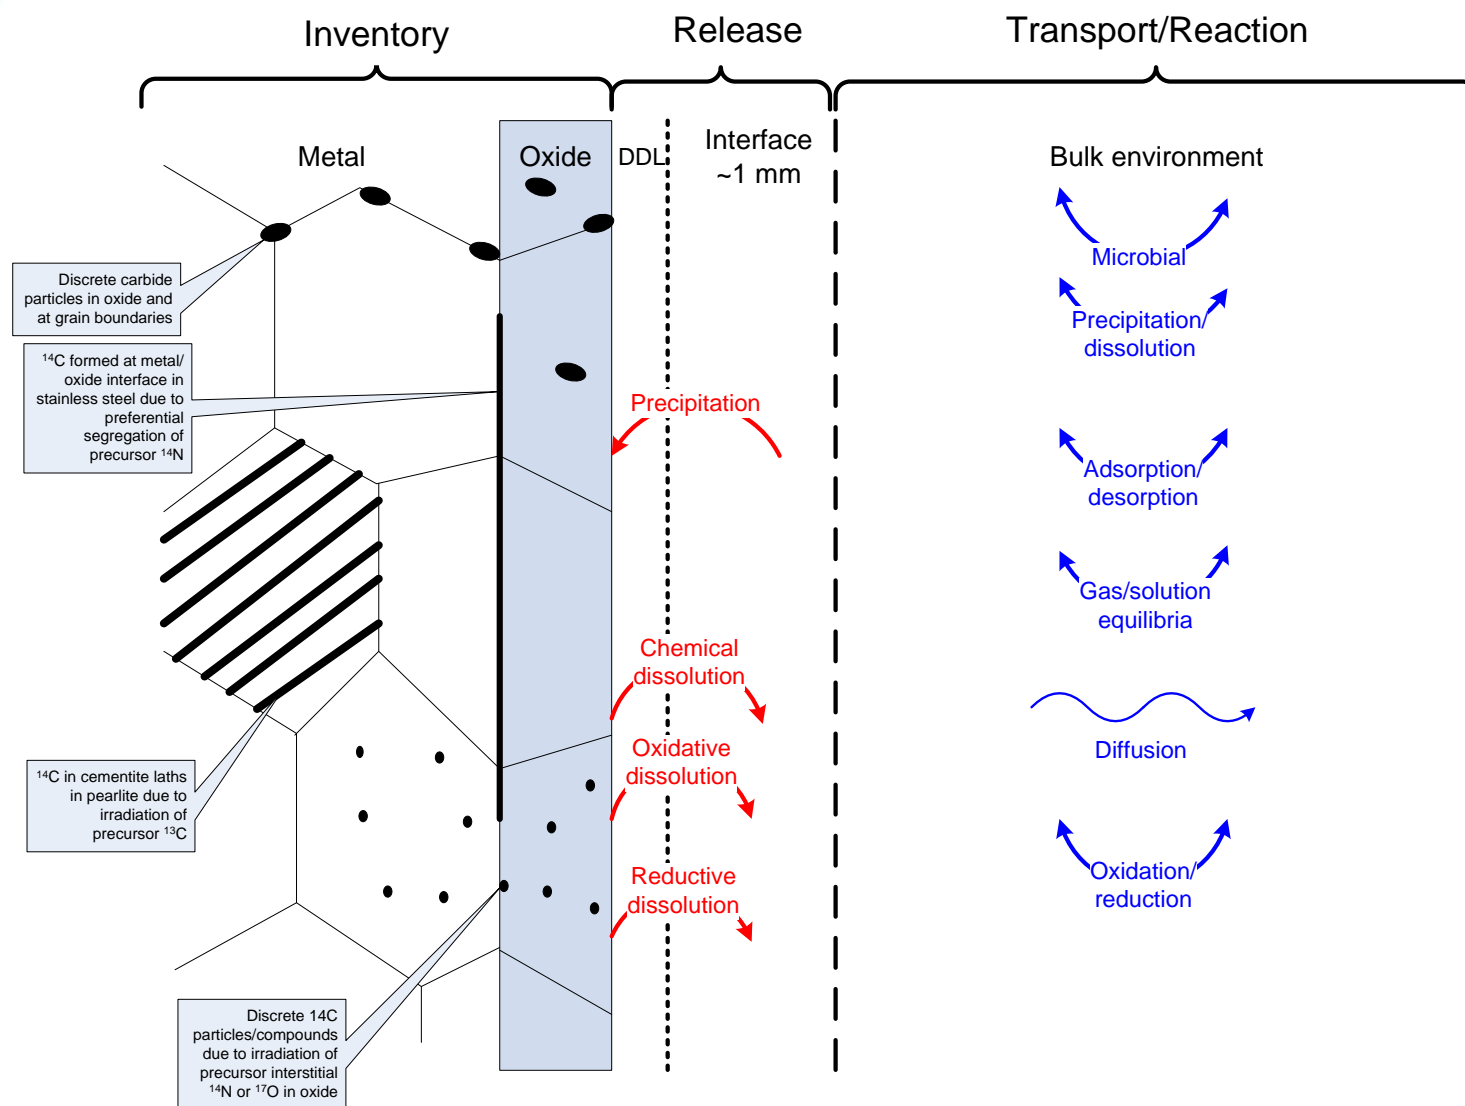 Inventory
Release
Transport/Reaction
Metal
Oxide
DDL
Interface
~1 mm
Bulk environment
Discrete carbide
particles in oxide and
at grain boundaries
¹⁴C formed at metal/
oxide interface in
stainless steel due to
preferential
segregation of
precursor ¹⁴N
¹⁴C in cementite laths
in pearlite due to
irradiation of
precursor ¹³C
Discrete 14C
particles/compounds
due to irradiation of
precursor interstitial
¹⁴N or ¹⁷O in oxide
Precipitation
Chemical
dissolution
Oxidative
dissolution
Reductive
dissolution
Microbial
Precipitation/
dissolution
Adsorption/
desorption
Gas/solution
equilibria
Diffusion
Oxidation/
reduction